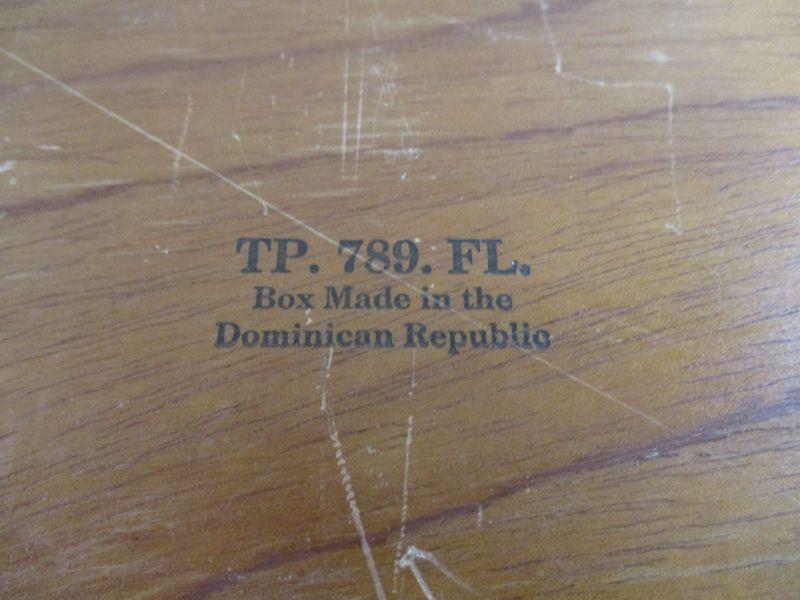 TP. 789. FL.
Box Made in the
Dominican Republic